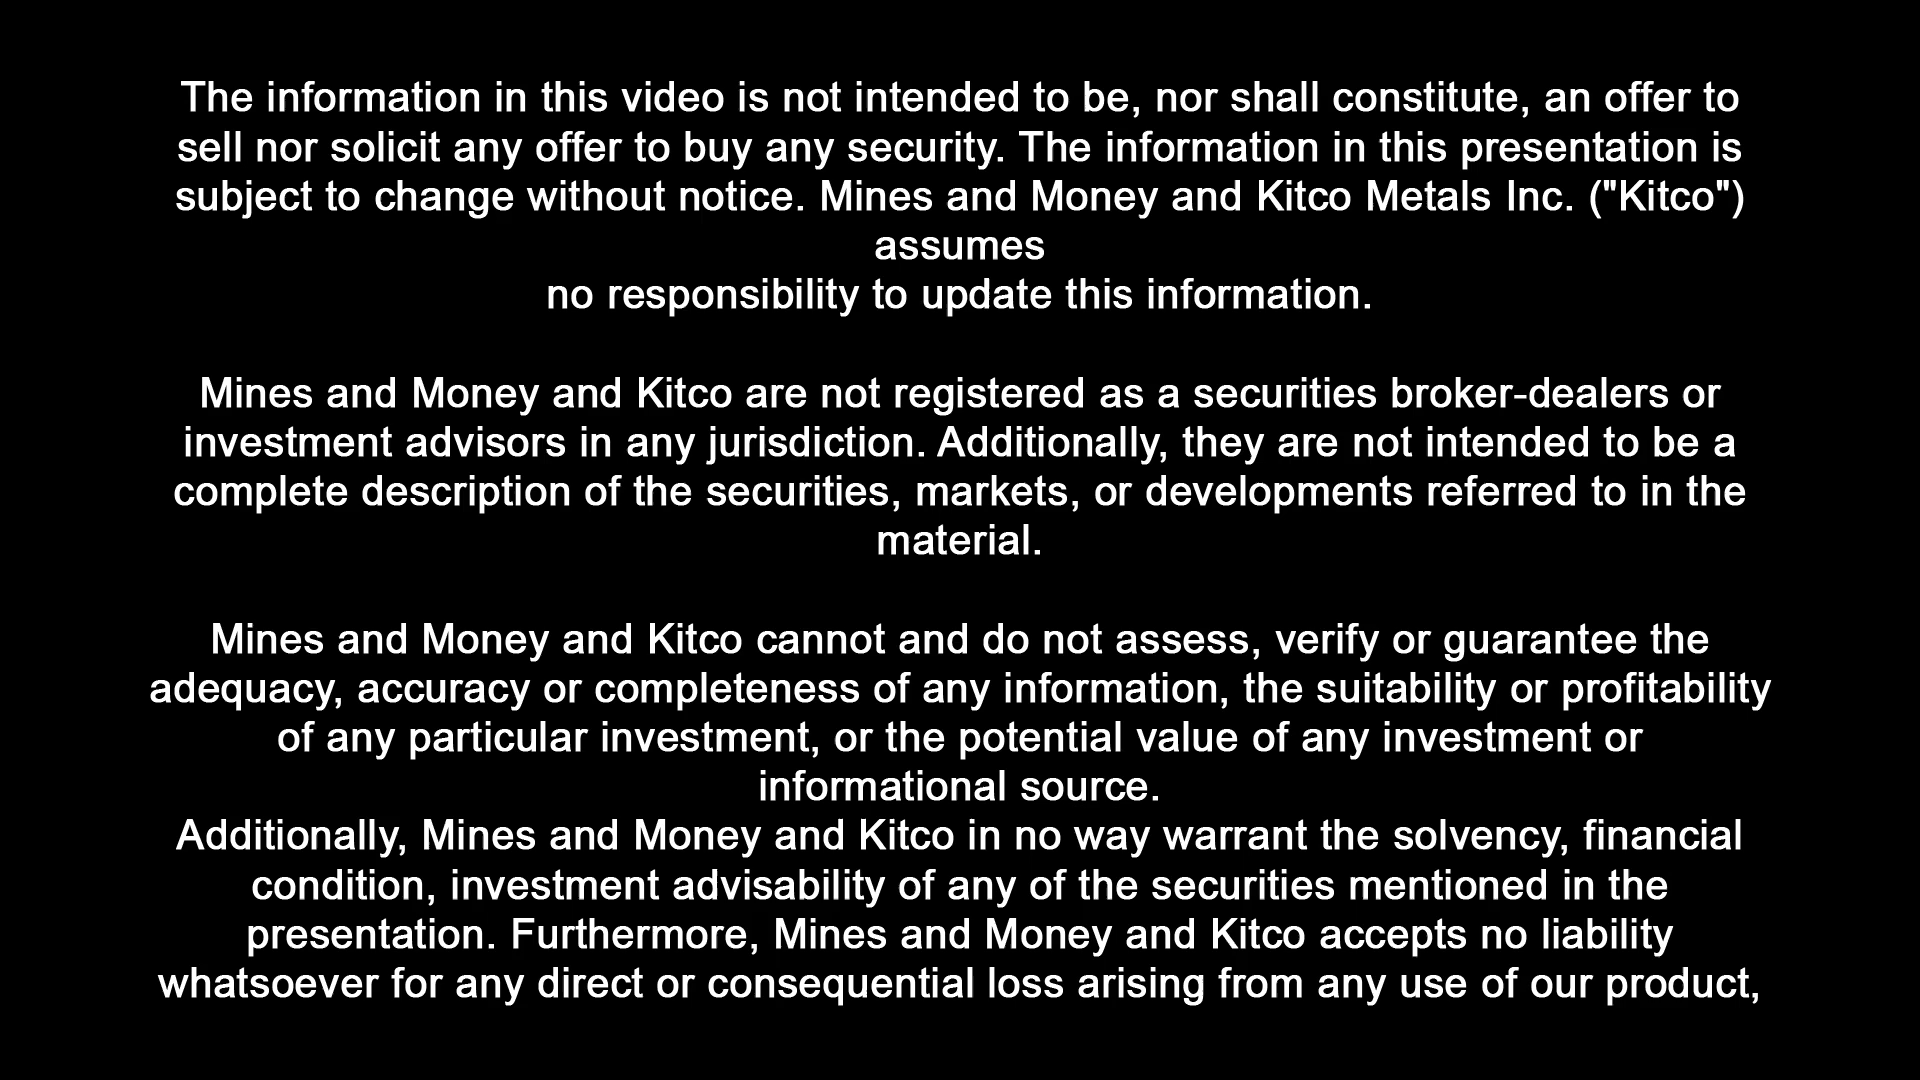 The information in this video is not intended to be, nor shall constitute, an offer to
sell nor solicit any offer to buy any security. The information in this presentation is
subject to change without notice. Mines and Money and Kitco Metals Inc. ("Kitco")
assumes
no responsibility to update this information.
Mines and Money and Kitco are not registered as a securities broker-dealers or
investment advisors in any jurisdiction. Additionally, they are not intended to be a
complete description of the securities, markets, or developments referred to in the
material.
Mines and Money and Kitco cannot and do not assess, verify or guarantee the
adequacy, accuracy or completeness of any information, the suitability or profitability
of any particular investment, or the potential value of any investment or
informational source.
Additionally, Mines and Money and Kitco in no way warrant the solvency, financial
condition, investment advisability of any of the securities mentioned in the
presentation. Furthermore, Mines and Money and Kitco accepts no liability
whatsoever for any direct or consequential loss arising from any use of our product,